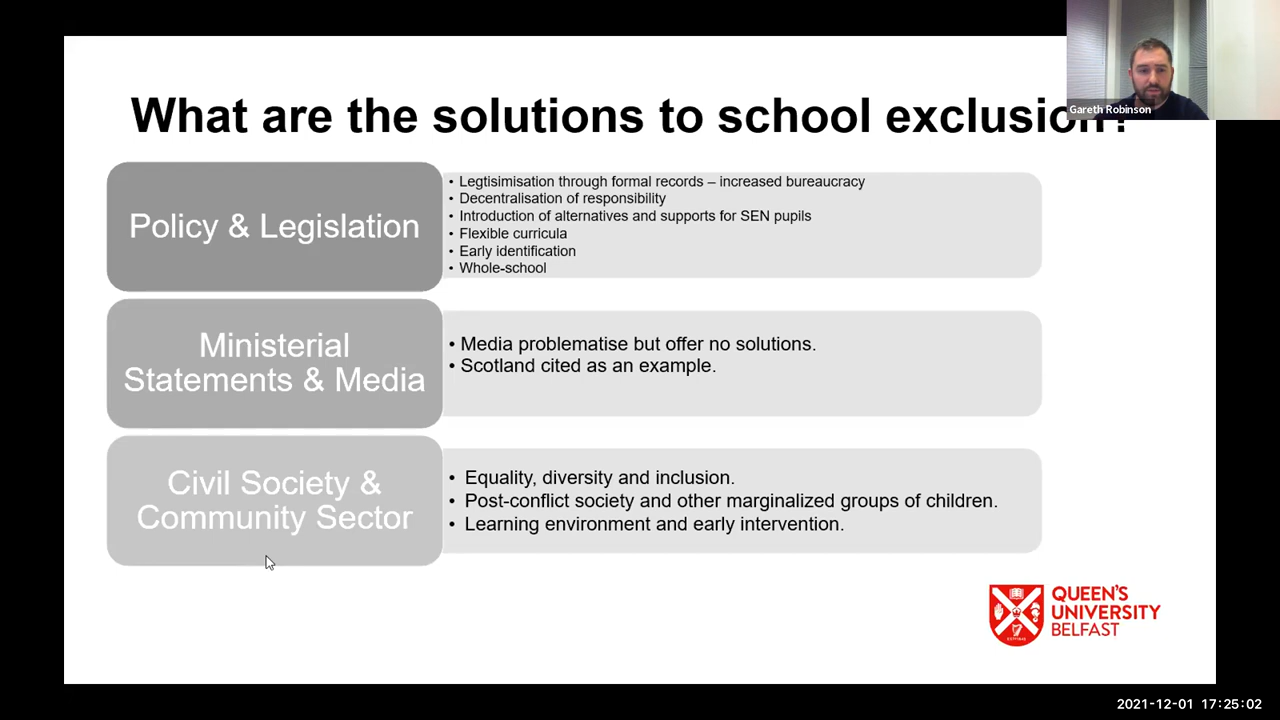 What are the solutions to school exclusion?
Gareth Robinson
Policy & Legislation
• Legtisimisation through formal records – increased bureaucracy
• Decentralisation of responsibility
• Introduction of alternatives and supports for SEN pupils
• Flexible curricula
• Early identification
• Whole-school
Ministerial
Statements & Media
• Media problematise but offer no solutions.
• Scotland cited as an example.
Civil Society &
Community Sector
• Equality, diversity and inclusion.
• Post-conflict society and other marginalized groups of children.
• Learning environment and early intervention.
QUEEN'S
UNIVERSITY
BELFAST
2021-12-01 17:25:02